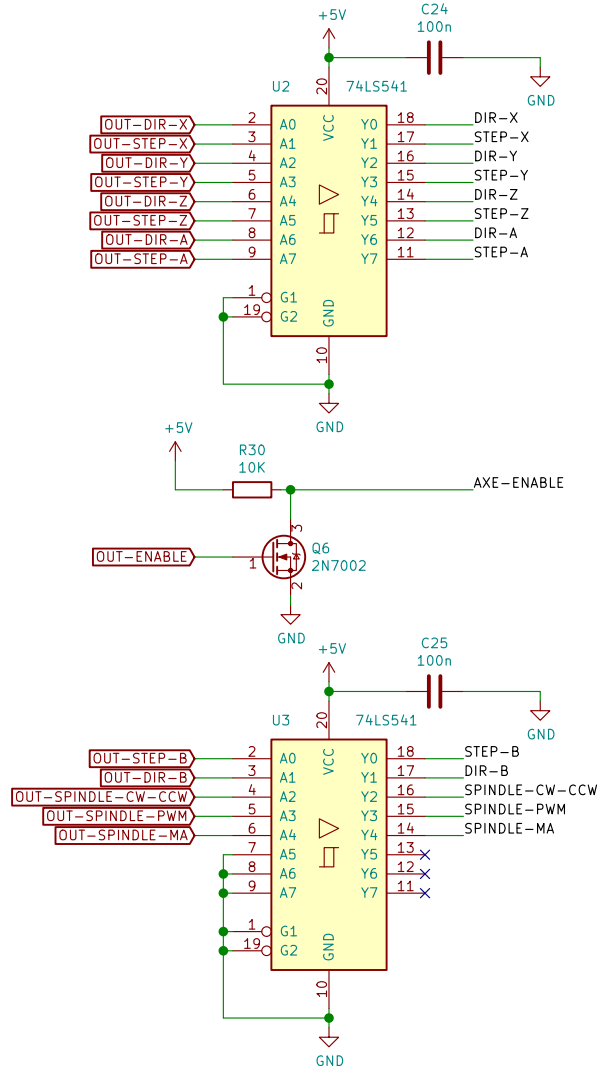 +5V
C24
100n
GND
U2
74LS541
20
VCC
OUT-DIR-X 2 A0 Y0 18 DIR-X
OUT-STEP-X 3 A1 Y1 17 STEP-X
OUT-DIR-Y 4 A2 Y2 16 DIR-Y
OUT-STEP-Y 5 A3 Y3 15 STEP-Y
OUT-DIR-Z 6 A4 Y4 14 DIR-Z
OUT-STEP-Z 7 A5 Y5 13 STEP-Z
OUT-DIR-A 8 A6 Y6 12 DIR-A
OUT-STEP-A 9 A7 Y7 11 STEP-A
1 G1
19 G2
GND
10
GND
+5V
R30
10K
AXE-ENABLE
3
OUT-ENABLE
1
Q6
2N7002
2
GND
+5V
C25
100n
GND
U3
74LS541
20
VCC
OUT-STEP-B 2 A0 Y0 18 STEP-B
OUT-DIR-B 3 A1 Y1 17 DIR-B
OUT-SPINDLE-CW-CCW 4 A2 Y2 16 SPINDLE-CW-CCW
OUT-SPINDLE-PWM 5 A3 Y3 15 SPINDLE-PWM
OUT-SPINDLE-MA 6 A4 Y4 14 SPINDLE-MA
7 A5 Y5 13
8 A6 Y6 12
9 A7 Y7 11
1 G1
19 G2
GND
10
GND